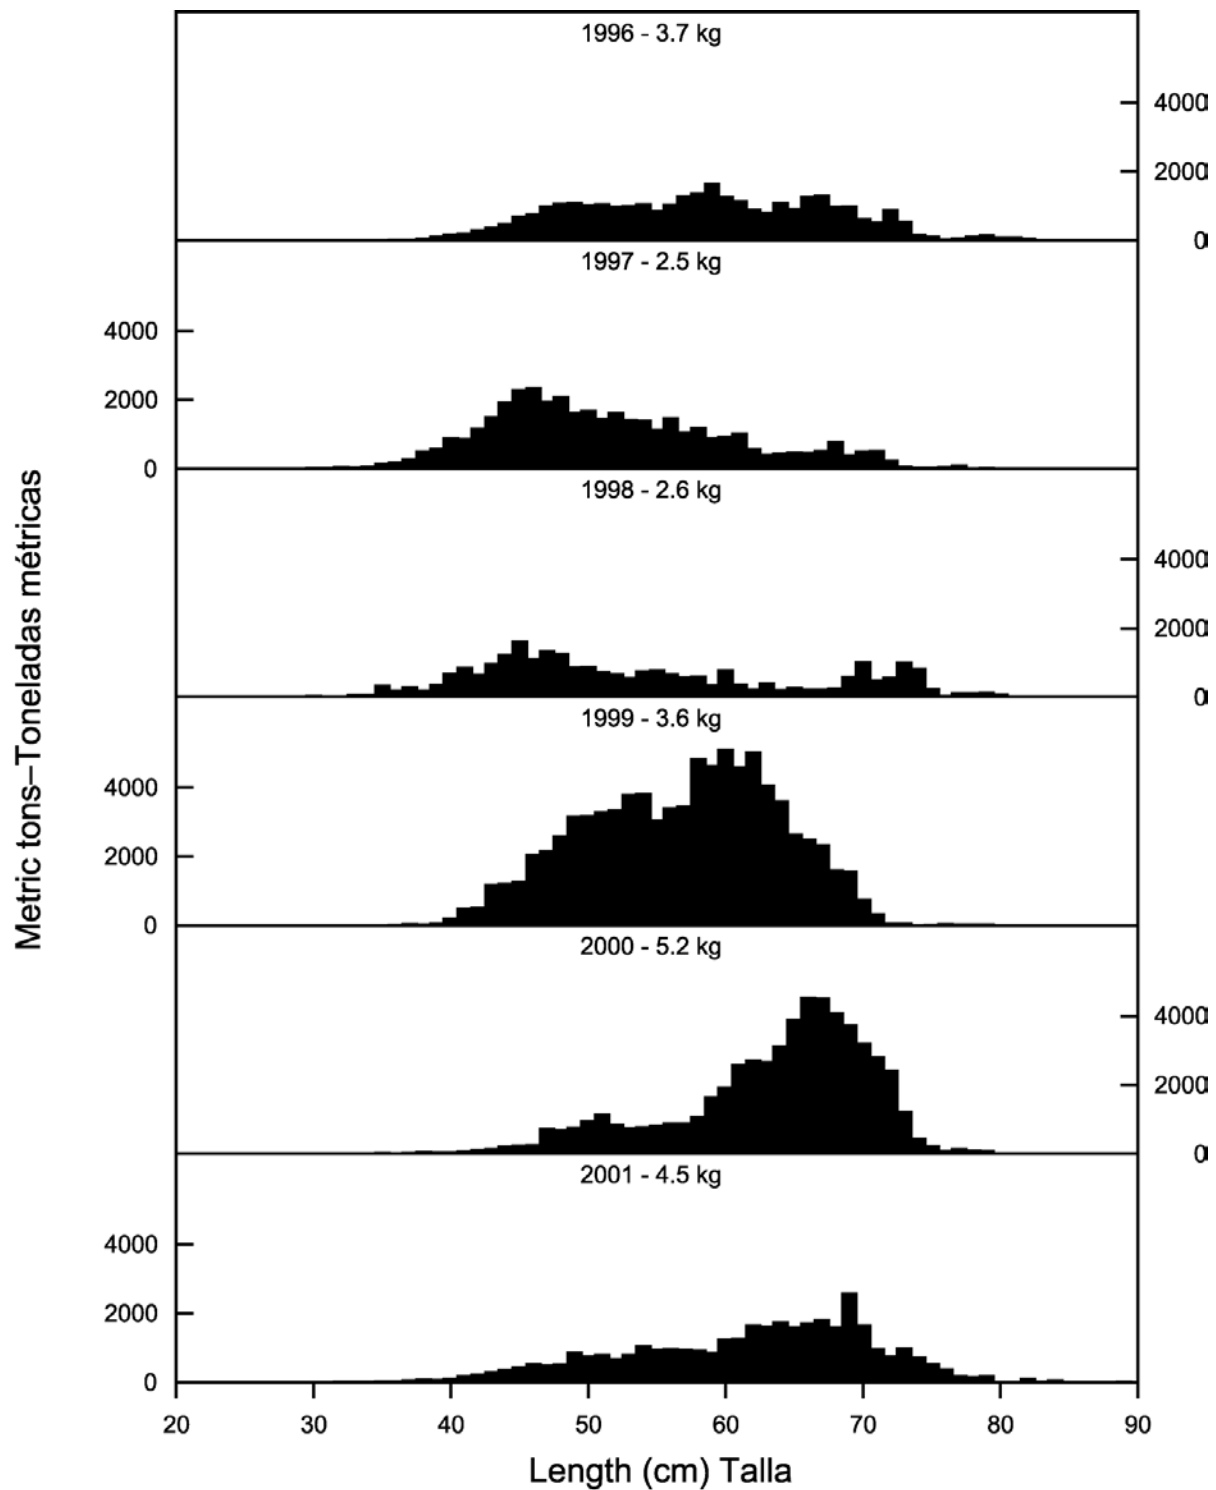 1996 - 3.7 kg
4000
2000
0
1997 - 2.5 kg
4000
2000
0
1998 - 2.6 kg
4000
2000
0
1999 - 3.6 kg
4000
2000
0
2000 - 5.2 kg
4000
2000
0
2001 - 4.5 kg
4000
2000
0
20 30 40 50 60 70 80 90
Length (cm) Talla
Metric tons–Toneladas métricas